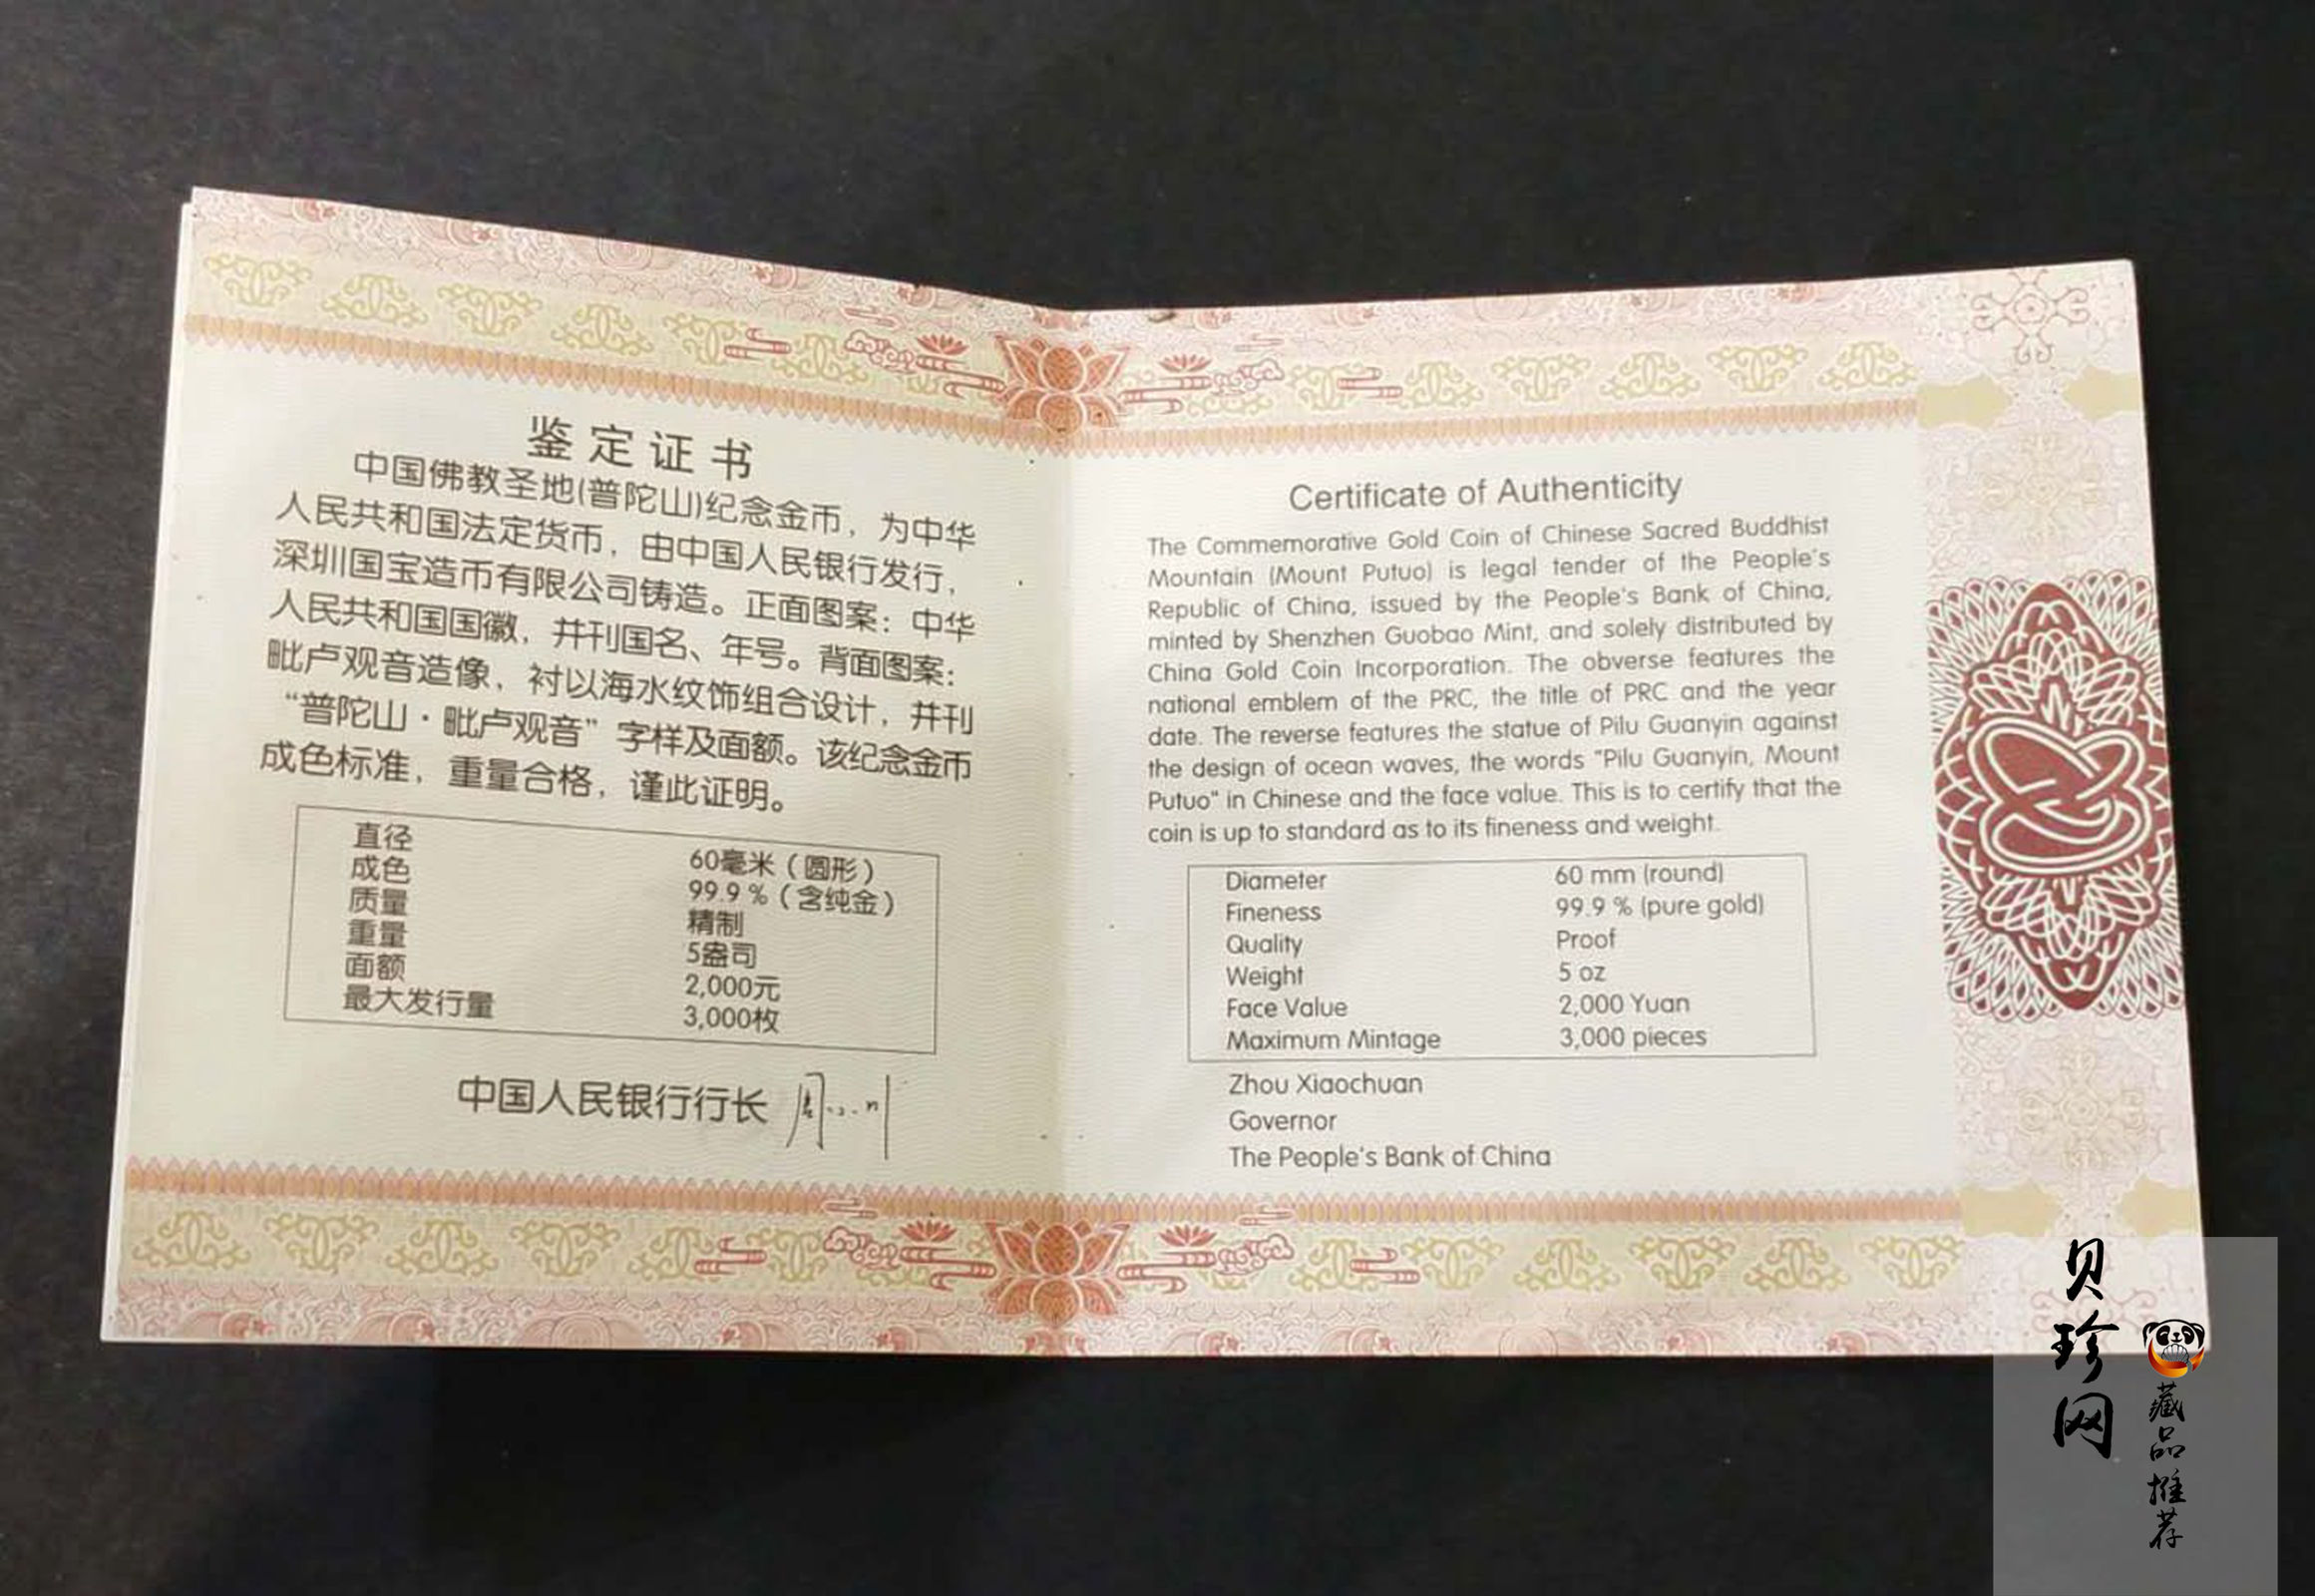 鉴定证书
中国佛教圣地(普陀山)纪念金币，为中华
人民共和国法定货币，由中国人民银行发行，
深圳国宝造币有限公司铸造。正面图案：中华
人民共和国国徽，并刊国名、年号。背面图案：
毗卢观音造像，衬以海水纹饰组合设计，并刊
“普陀山·毗卢观音”字样及面额。该纪念金币
成色标准，重量合格，谨此证明。
直径 60毫米（圆形）
成色 99.9％（含纯金）
质量 精制
重量 5盎司
面额 2,000元
最大发行量 3,000枚
中国人民银行行长 周小川
Certificate of Authenticity
The Commemorative Gold Coin of Chinese Sacred Buddhist
Mountain (Mount Putuo) is legal tender of the People's
Republic of China, issued by the People's Bank of China,
minted by Shenzhen Guobao Mint, and solely distributed by
China Gold Coin Incorporation. The obverse features the
national emblem of the PRC, the title of PRC and the year
date. The reverse features the statue of Pilu Guanyin against
the design of ocean waves, the words "Pilu Guanyin, Mount
Putuo" in Chinese and the face value. This is to certify that the
coin is up to standard as to its fineness and weight.
Diameter 60 mm (round)
Fineness 99.9 % (pure gold)
Quality Proof
Weight 5 oz
Face Value 2,000 Yuan
Maximum Mintage 3,000 pieces
Zhou Xiaochuan
Governor
The People's Bank of China
贝珍网
藏品推荐